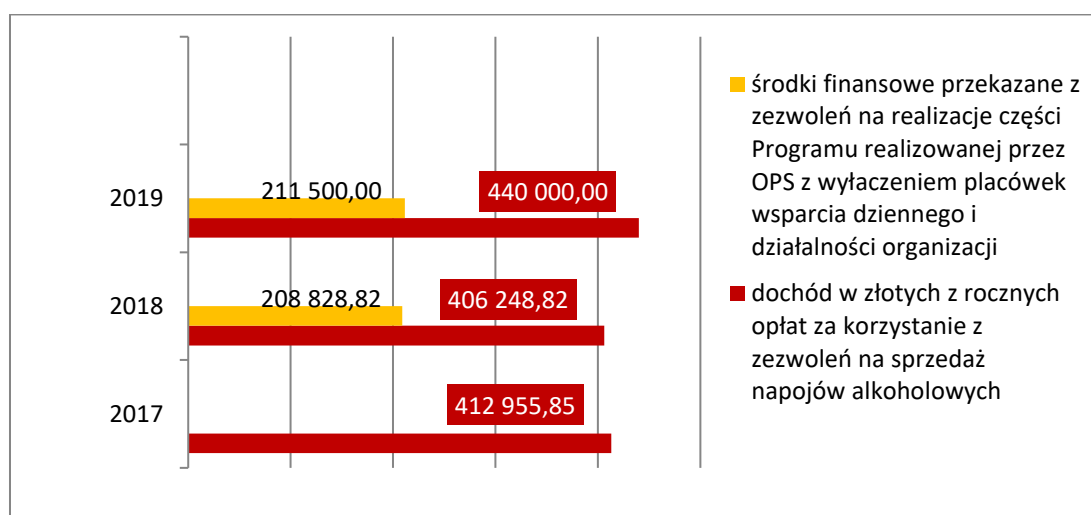 2019
211 500,00
440 000,00
2018
208 828,82
406 248,82
2017
412 955,85
środki finansowe przekazane z
zezwoleń na realizacje części
Programu realizowanej przez
OPS z wyłaczeniem placówek
wsparcia dziennego i
działalności organizacji
dochód w złotych z rocznych
opłat za korzystanie z
zezwoleń na sprzedaż
napojów alkoholowych